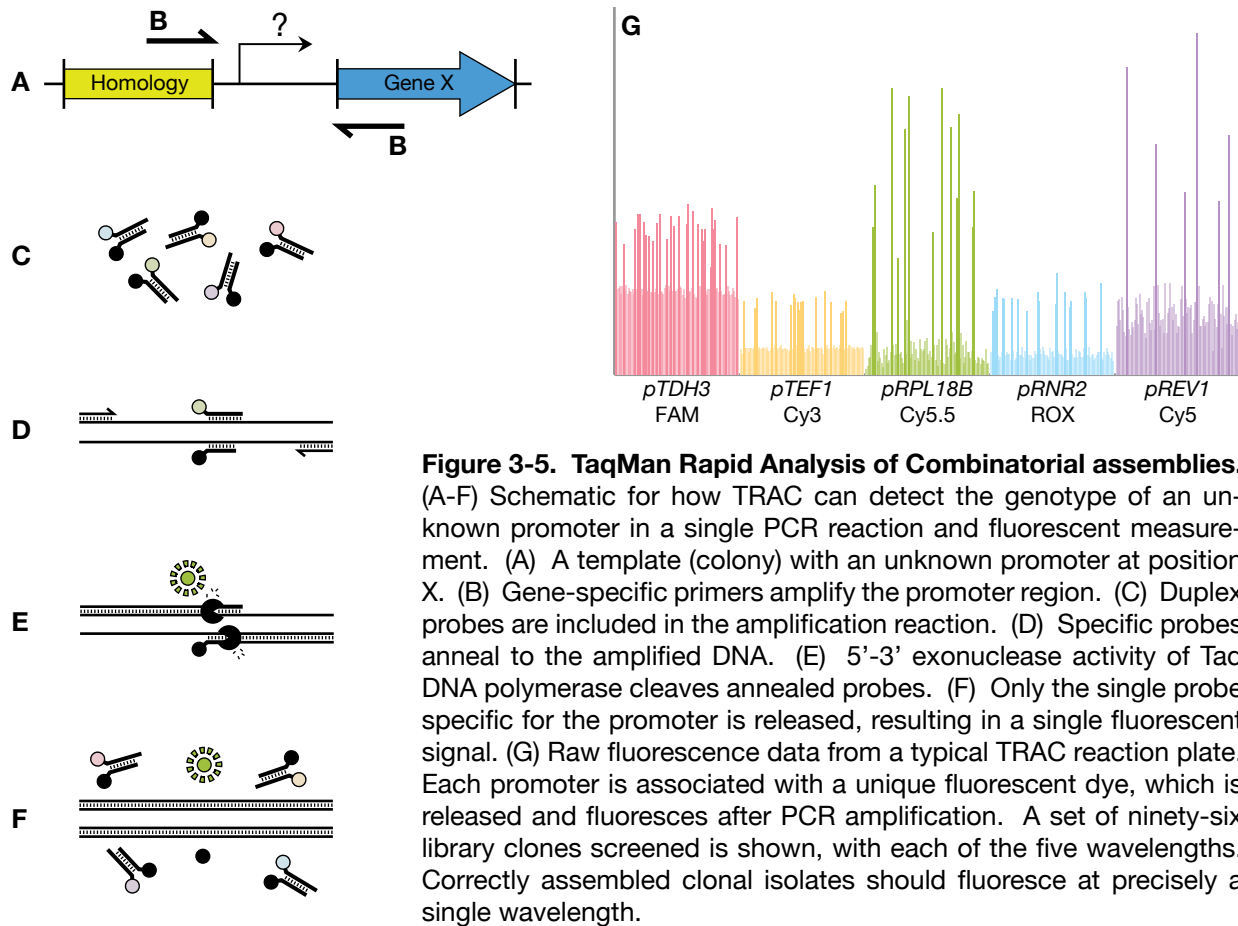 B
?
A
Homology
Gene X
B
C
D
E
F
G
pTDH3 pTEF1 pRPL18B pRNR2 pREV1
FAM Cy3 Cy5.5 ROX Cy5
Figure 3-5. TaqMan Rapid Analysis of Combinatorial assemblies.
(A-F) Schematic for how TRAC can detect the genotype of an un-
known promoter in a single PCR reaction and fluorescent measure-
ment. (A) A template (colony) with an unknown promoter at position
X. (B) Gene-specific primers amplify the promoter region. (C) Duplex
probes are included in the amplification reaction. (D) Specific probes
anneal to the amplified DNA. (E) 5’-3’ exonuclease activity of Taq
DNA polymerase cleaves annealed probes. (F) Only the single probe
specific for the promoter is released, resulting in a single fluorescent
signal. (G) Raw fluorescence data from a typical TRAC reaction plate.
Each promoter is associated with a unique fluorescent dye, which is
released and fluoresces after PCR amplification. A set of ninety-six
library clones screened is shown, with each of the five wavelengths.
Correctly assembled clonal isolates should fluoresce at precisely a
single wavelength.